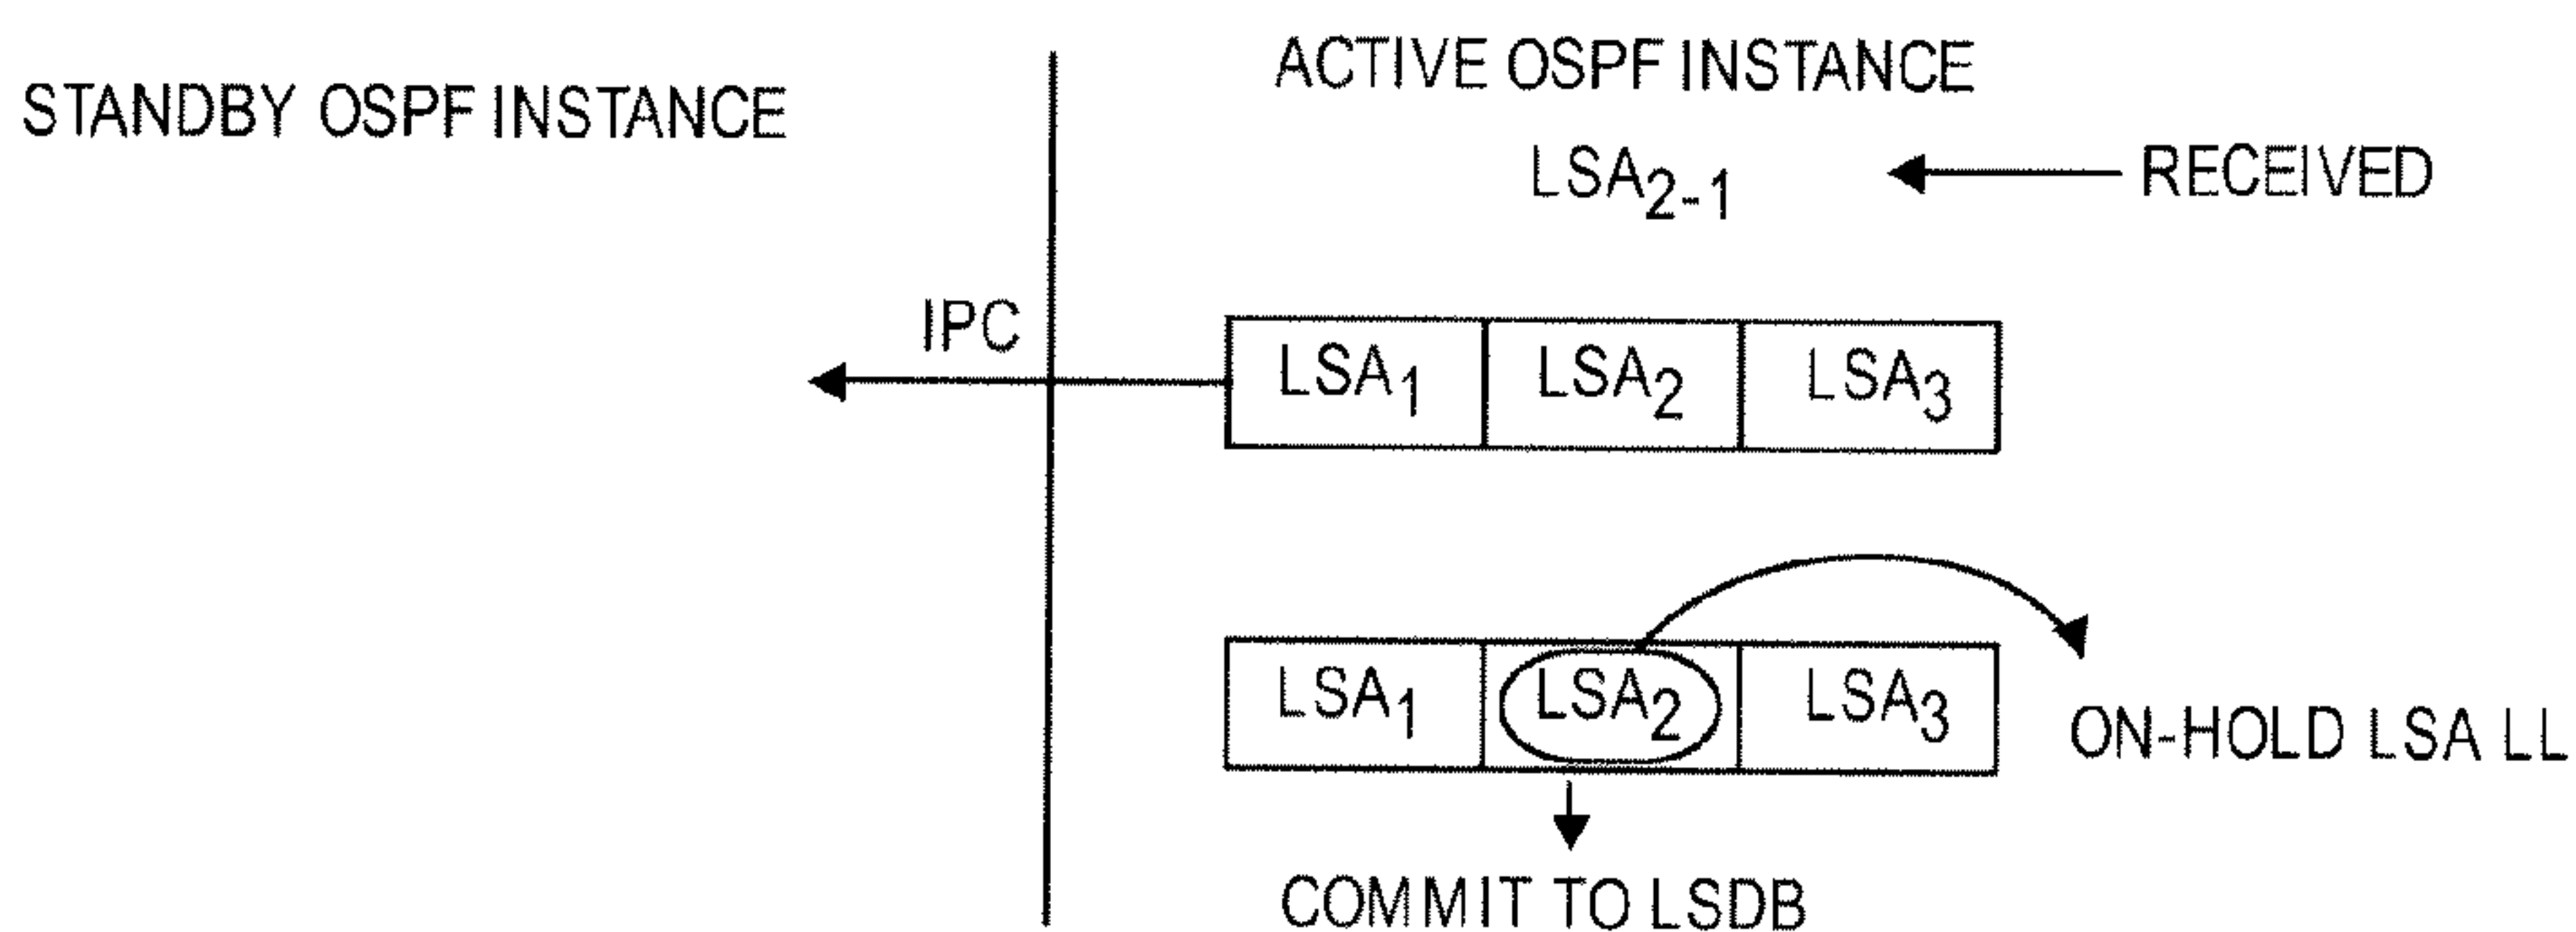 ACTIVE OSPF INSTANCE
STANDBY OSPF INSTANCE
LSA2-1 RECEIVED
IPC
LSA1 LSA2 LSA3
LSA1 LSA2 LSA3
ON-HOLD LSA LL
COMMIT TO LSDB